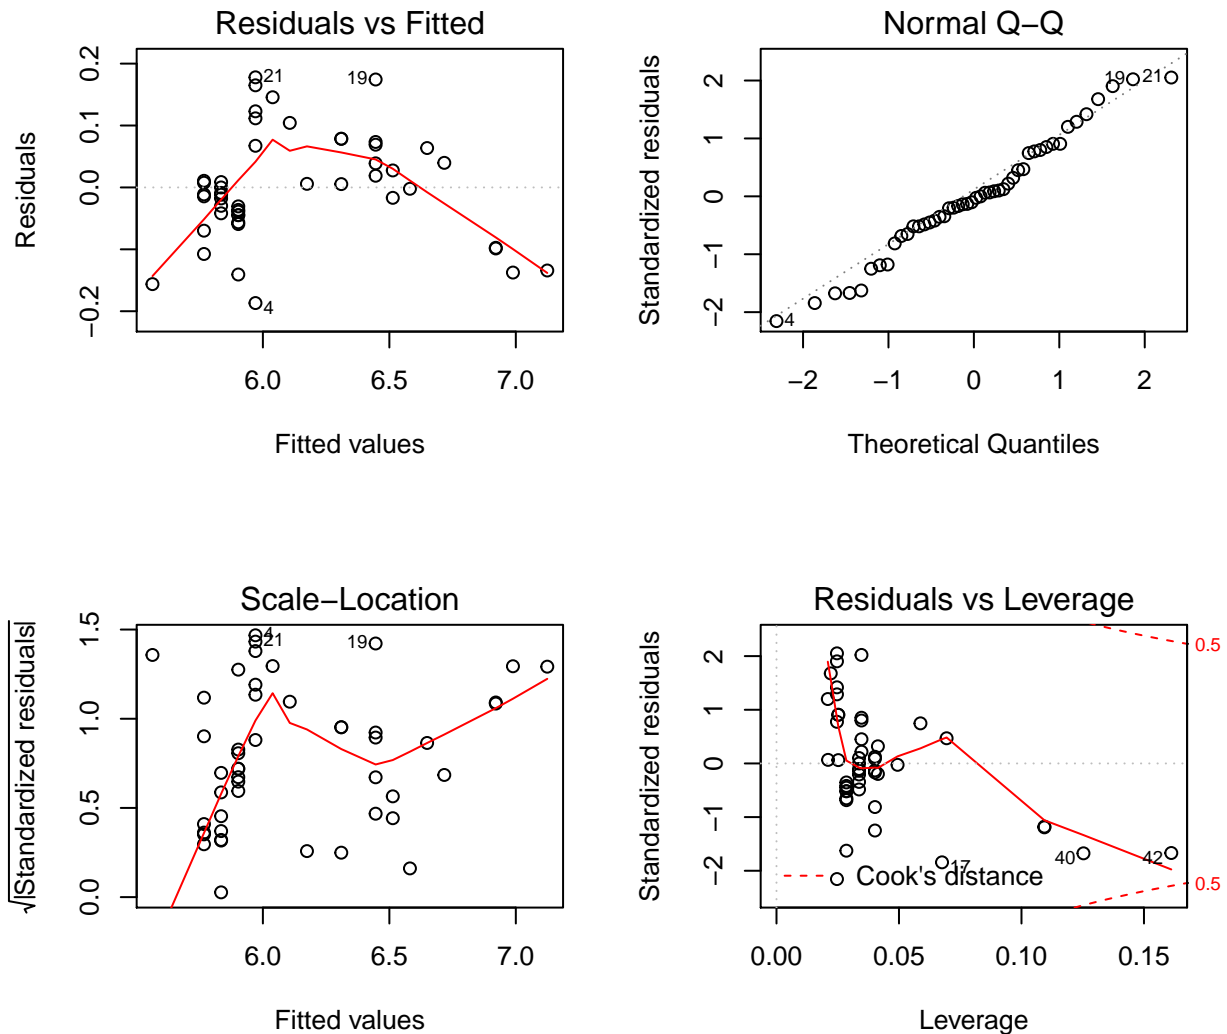 Residuals vs Fitted
Residuals
0.2
0.1
0.0
−0.2
21
19
4
6.0 6.5 7.0
Fitted values
Normal Q−Q
Standardized residuals
2
1
0
−1
−2
19
21
4
−2 −1 0 1 2
Theoretical Quantiles
Scale−Location
√|Standardized residuals|
1.5
1.0
0.5
0.0
4
21
19
6.0 6.5 7.0
Fitted values
Residuals vs Leverage
Standardized residuals
2
1
0
−1
−2
0.5
0.5
17
40
42
Cook's distance
0.00 0.05 0.10 0.15
Leverage